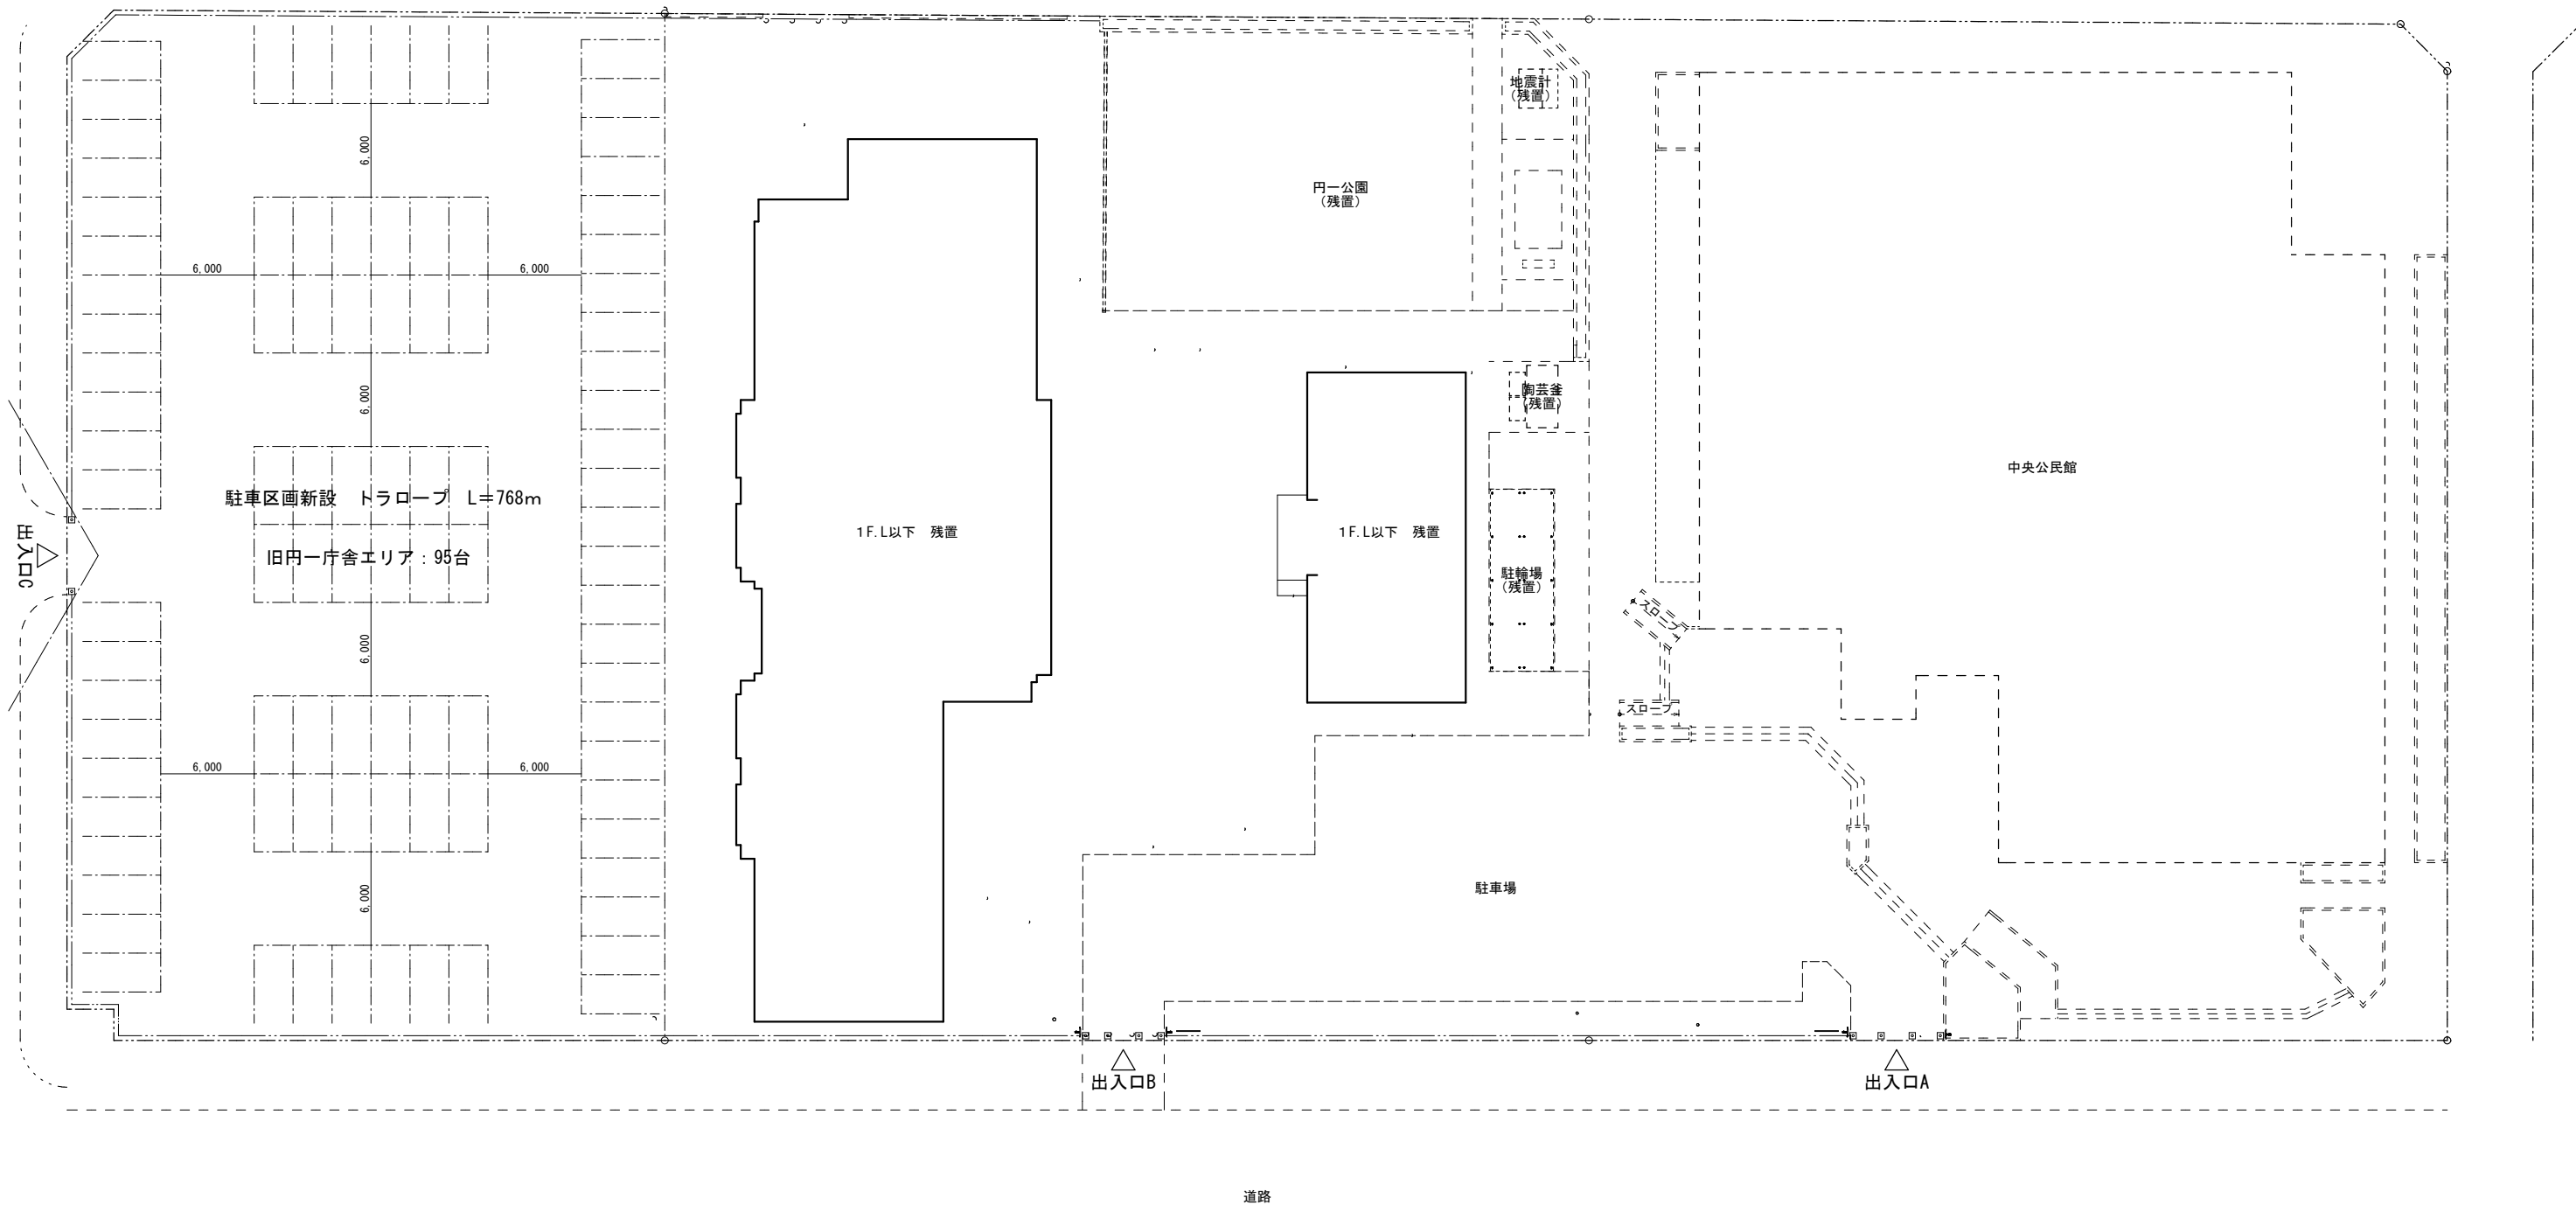 地震計
(残置)
6,000
円一公園
(残置)
6,000
6,000
6,000
陶芸釜
(残置)
中央公民館
駐車区画新設　トラロープ　L=768m
旧円一庁舎エリア：95台
出入口C
1F.L以下　残置
1F.L以下　残置
駐輪場
(残置)
スロープ
6,000
スロープ
6,000
6,000
6,000
駐車場
出入口B
出入口A
道路